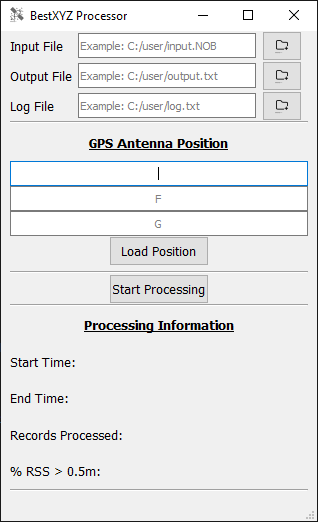 BestXYZ Processor
Input File Example: C:/user/input.NOB
Output File Example: C:/user/output.txt
Log File Example: C:/user/log.txt
GPS Antenna Position
F
G
Load Position
Start Processing
Processing Information
Start Time:
End Time:
Records Processed:
% RSS > 0.5m: